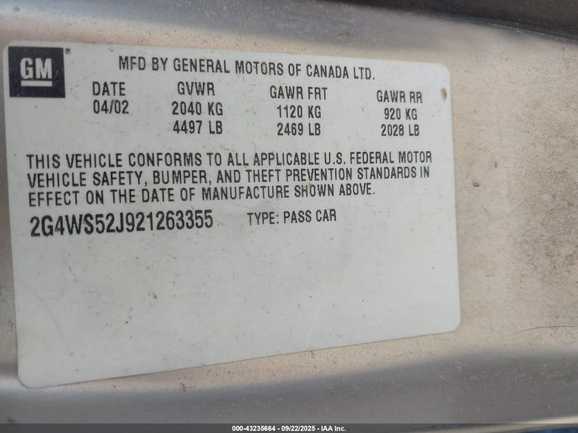 GM
MFD BY GENERAL MOTORS OF CANADA LTD.
DATE GVWR GAWR FRT GAWR RR
04/02 2040 KG 1120 KG 920 KG
4497 LB 2469 LB 2028 LB
THIS VEHICLE CONFORMS TO ALL APPLICABLE U.S. FEDERAL MOTOR
VEHICLE SAFETY, BUMPER, AND THEFT PREVENTION STANDARDS IN
EFFECT ON THE DATE OF MANUFACTURE SHOWN ABOVE.
2G4WS52J921263355 TYPE: PASS CAR
000-43235664 - 09/22/2025 - IAA Inc.